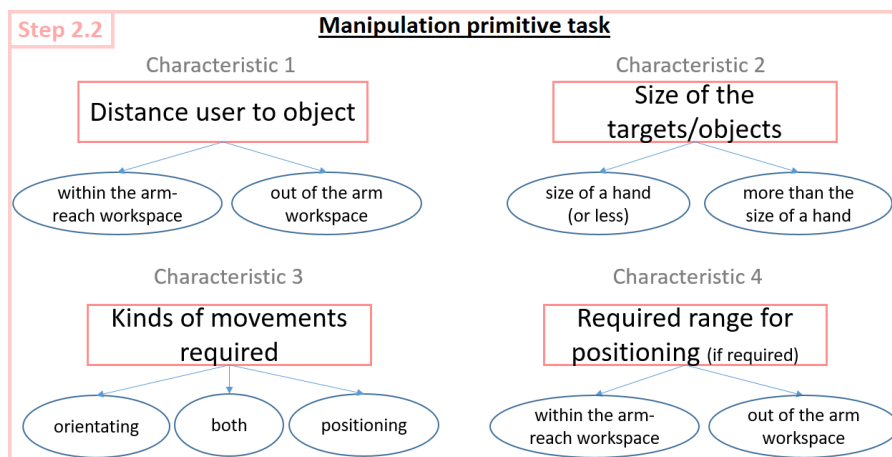 Step 2.2
Manipulation primitive task
Characteristic 1
Distance user to object
within the arm-
reach workspace
out of the arm
workspace
Characteristic 2
Size of the
targets/objects
size of a hand
(or less)
more than the
size of a hand
Characteristic 3
Kinds of movements
required
orientating
both
positioning
Characteristic 4
Required range for
positioning (if required)
within the arm-
reach workspace
out of the arm
workspace